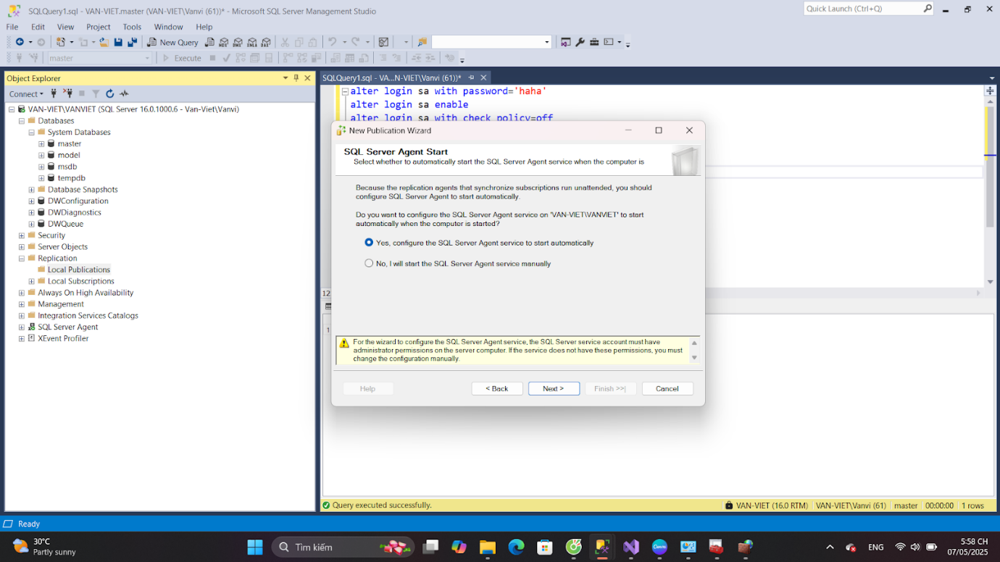 SQLQuery1.sql - VAN-VIET.master (VAN-VIET\Vanvi (61))* - Microsoft SQL Server Management Studio
Quick Launch (Ctrl+Q)
File Edit View Project Tools Window Help
New Query
master
Execute
Object Explorer
Connect
VAN-VIET\VANVIET (SQL Server 16.0.1000.6 - Van-Viet\Vanvi)
Databases
System Databases
master
model
msdb
tempdb
Database Snapshots
DWConfiguration
DWDiagnostics
DWQueue
Security
Server Objects
Replication
Local Publications
Local Subscriptions
Always On High Availability
Management
Integration Services Catalogs
SQL Server Agent
XEvent Profiler
SQLQuery1.sql - VA...N-VIET\Vanvi (61))*
alter login sa with password='haha'
alter login sa enable
alter login sa with check_policy=off
12
1
New Publication Wizard
SQL Server Agent Start
Select whether to automatically start the SQL Server Agent service when the computer is
Because the replication agents that synchronize subscriptions run unattended, you should
configure SQL Server Agent to start automatically.
Do you want to configure the SQL Server Agent service on 'VAN-VIET\VANVIET' to start
automatically when the computer is started?
Yes, configure the SQL Server Agent service to start automatically
No, I will start the SQL Server Agent service manually
For the wizard to configure the SQL Server Agent service, the SQL Server service account must have
administrator permissions on the server computer. If the service does not have these permissions, you must
change the configuration manually.
Help < Back Next > Finish >>| Cancel
Query executed successfully. VAN-VIET (16.0 RTM) VAN-VIET\Vanvi (61) master 00:00:00 1 rows
Ready
30°C
Partly sunny
Tìm kiếm
ENG
5:58 CH
07/05/2025